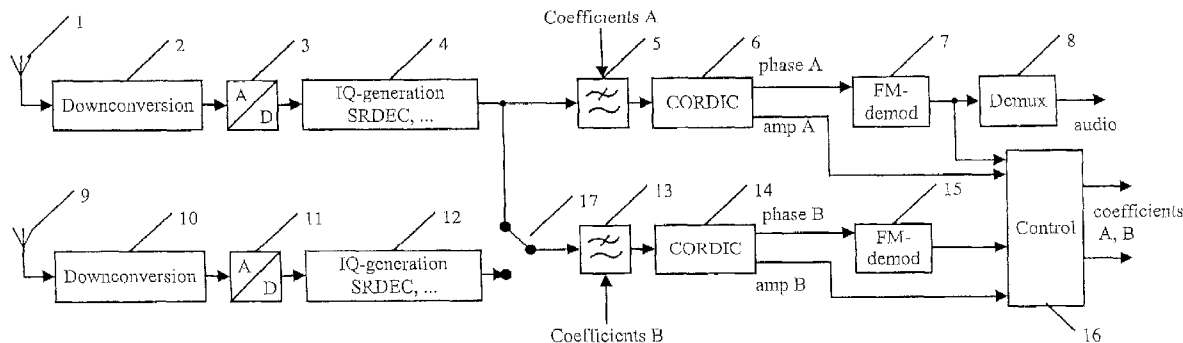 Coefficients A
1
2
3
4
5
6
7
8
Downconversion
A
D
IQ-generation
SRDEC, ...
CORDIC
phase A
amp A
FM-
demod
Demux
audio
9
10
11
12
17
13
14
15
Downconversion
A
D
IQ-generation
SRDEC, ...
CORDIC
phase B
amp B
FM-
demod
Control
coefficients
A, B
16
Coefficients B